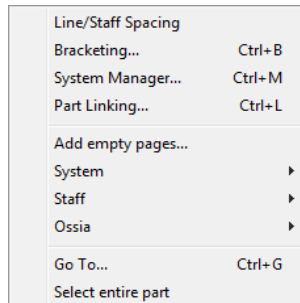 Line/Staff Spacing
Bracketing... Ctrl+B
System Manager... Ctrl+M
Part Linking... Ctrl+L
Add empty pages...
System
Staff
Ossia
Go To... Ctrl+G
Select entire part